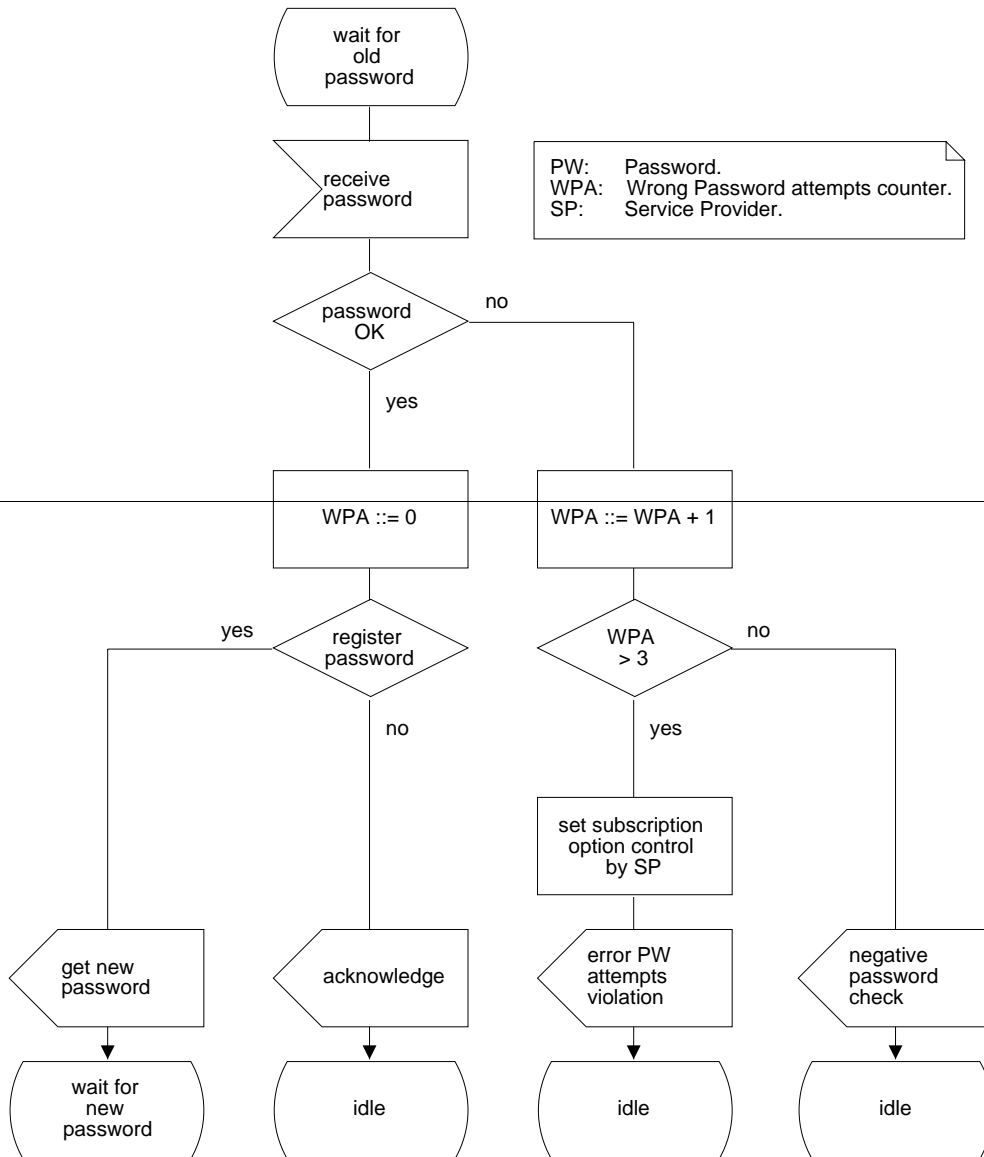 wait for
old
password
receive
password
PW: Password.
WPA: Wrong Password attempts counter.
SP: Service Provider.
password
OK
no
yes
WPA ::= 0
WPA ::= WPA + 1
yes
register
password
WPA
> 3
no
no
yes
set subscription
option control
by SP
get new
password
acknowledge
error PW
attempts
violation
negative
password
check
wait for
new
password
idle
idle
idle